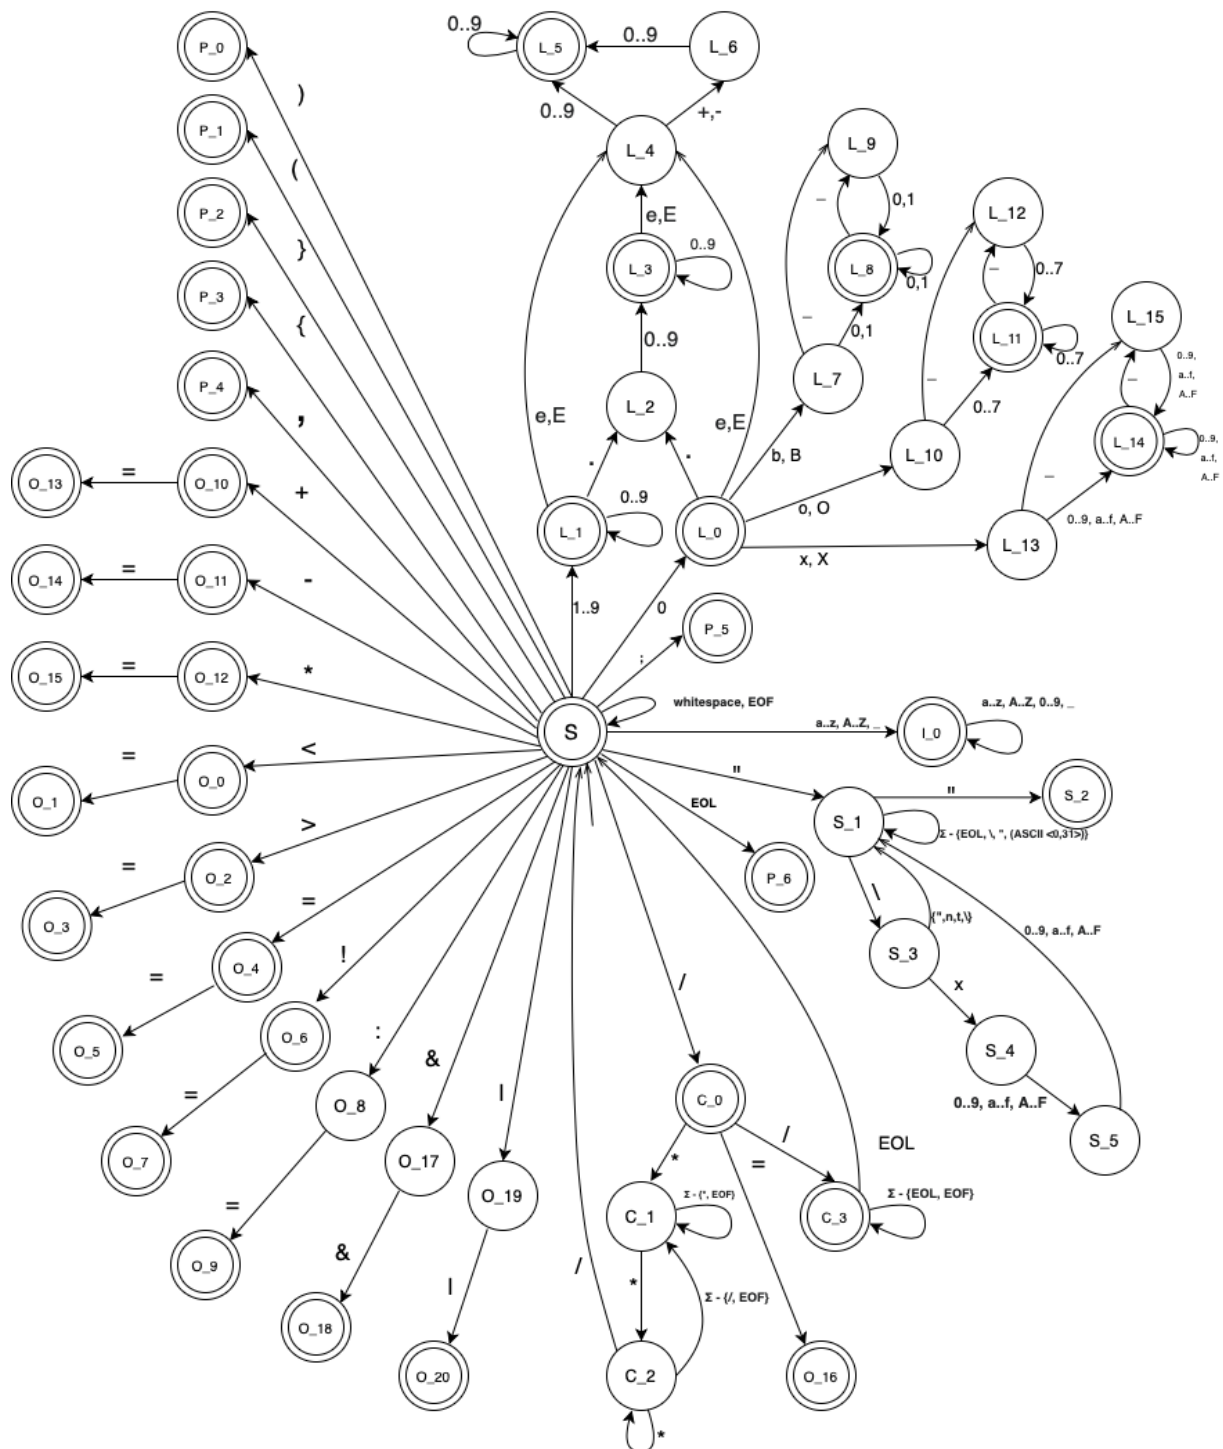 0..9
L_5
0..9
L_6
P_0
)
0..9
+,-
P_1
(
L_4
L_9
P_2
}
e,E
_
0,1
L_12
P_3
{
L_3
0..9
L_8
0,1
_
0..7
L_15
0..9
_
0,1
L_11
0..7
0..9,
a..f,
A..F
_
P_4
,
L_2
L_7
_
0..7
L_14
0..9,
a..f,
A..F
e,E
.
.
e,E
b, B
L_10
_
O_13
=
O_10
+
0..9
L_1
L_0
o, O
0..9, a..f, A..F
L_13
x, X
O_14
=
O_11
-
1..9
0
P_5
;
O_15
=
O_12
*
whitespace, EOF
S
a..z, A..Z, _
I_0
a..z, A..Z, 0..9, _
<
=
O_0
O_1
"
"
S_2
EOL
S_1
Σ - {EOL, \, ", (ASCII <0,31>)}
>
=
O_2
O_3
P_6
\
=
{",n,t,\}
0..9, a..f, A..F
O_4
!
S_3
=
/
x
O_5
O_6
:
S_4
&
=
O_8
|
C_0
0..9, a..f, A..F
S_5
/
EOL
O_7
O_17
*
=
O_19
Σ - {*, EOF}
Σ - {EOL, EOF}
=
C_1
C_3
O_9
&
/
*
|
Σ - {/, EOF}
O_18
O_20
C_2
O_16
*